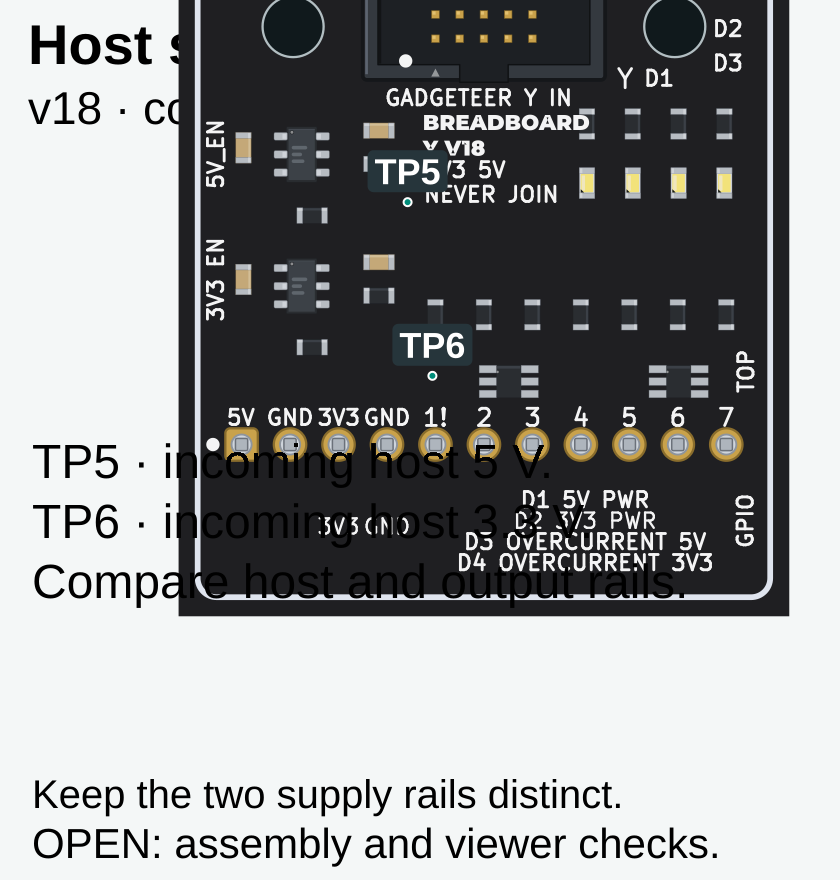 Host
v18 ·
D2
D3
D1
GADGETEER Y IN
BREADBOARD
Y V18
TP5
5V
NEVER JOIN
5V_EN
3V3 EN
TP6
TOP
5V GND 3V3 GND 1! 2 3 4 5 6 7
TP5 · incoming host 5 V.
TP6 · incoming host
3V3 GND
D1 5V PWR
D2 3V3 PWR
D3 OVERCURRENT 5V
D4 OVERCURRENT 3V3
GPIO
Compare host and output rails.
Keep the two supply rails distinct.
OPEN: assembly and viewer checks.